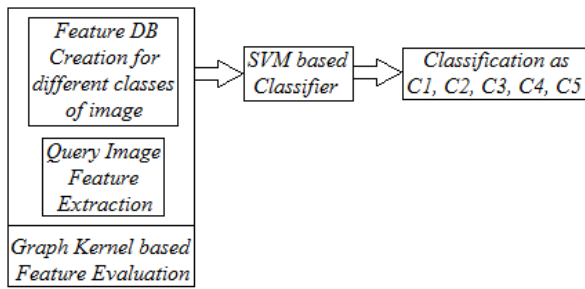 Feature DB
Creation for
different classes
of image
Query Image
Feature
Extraction
Graph Kernel based
Feature Evaluation
SVM based
Classifier
Classification as
C1, C2, C3, C4, C5